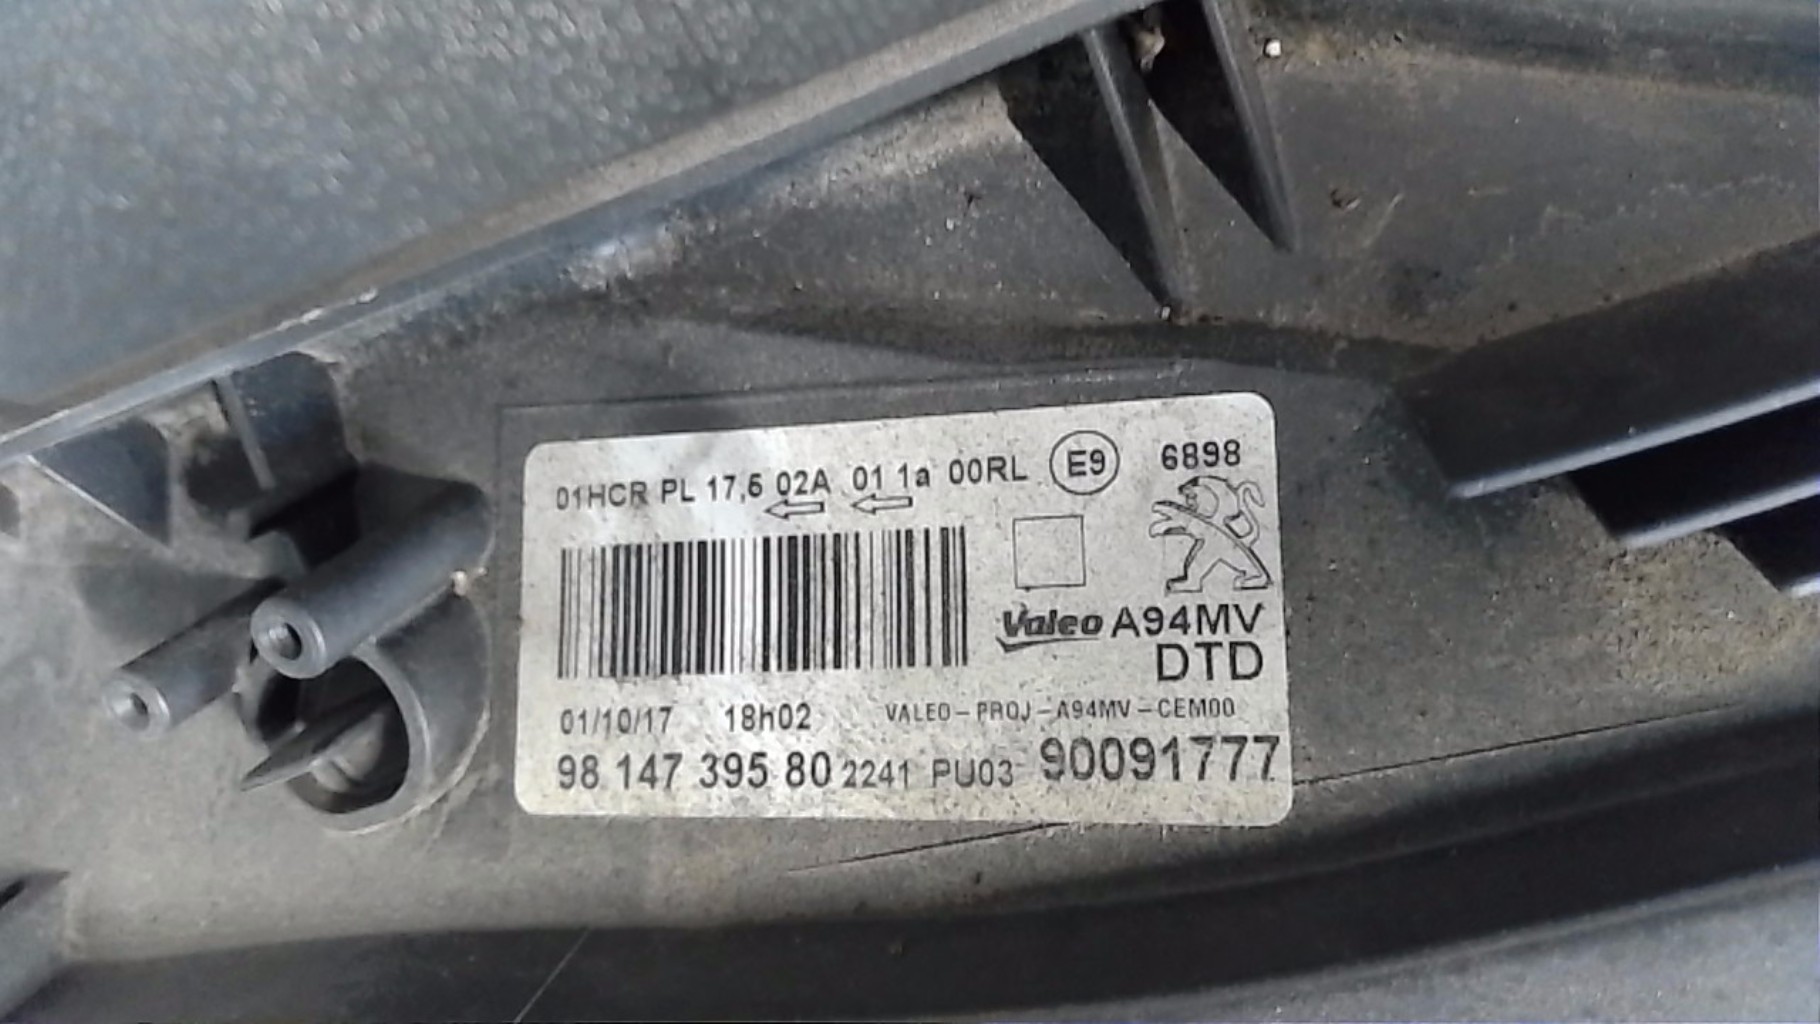 01HCR PL 17,5 02A 01 1a 00RL E9 6898
Valeo A94MV
DTD
01/10/17 18h02 VALEO-PROJ-A94MV-CEM00
98 147 395 80 2241 PU03 90091777